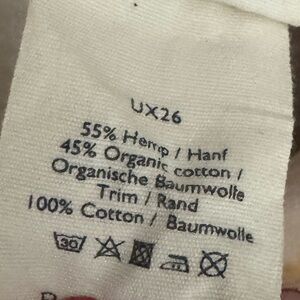 UX26
55% Hemp / Hanf
45% Organic cotton /
Organische Baumwolle
Trim / Rand
100% Cotton / Baumwolle
30